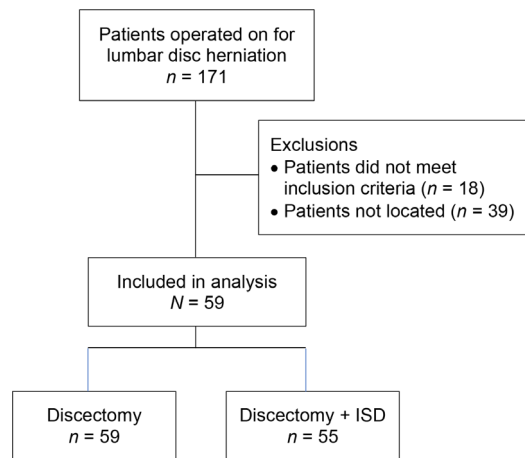 Patients operated on for
lumbar disc herniation
n = 171
Exclusions
• Patients did not meet
inclusion criteria (n = 18)
• Patients not located (n = 39)
Included in analysis
N = 59
Discectomy
n = 59
Discectomy + ISD
n = 55